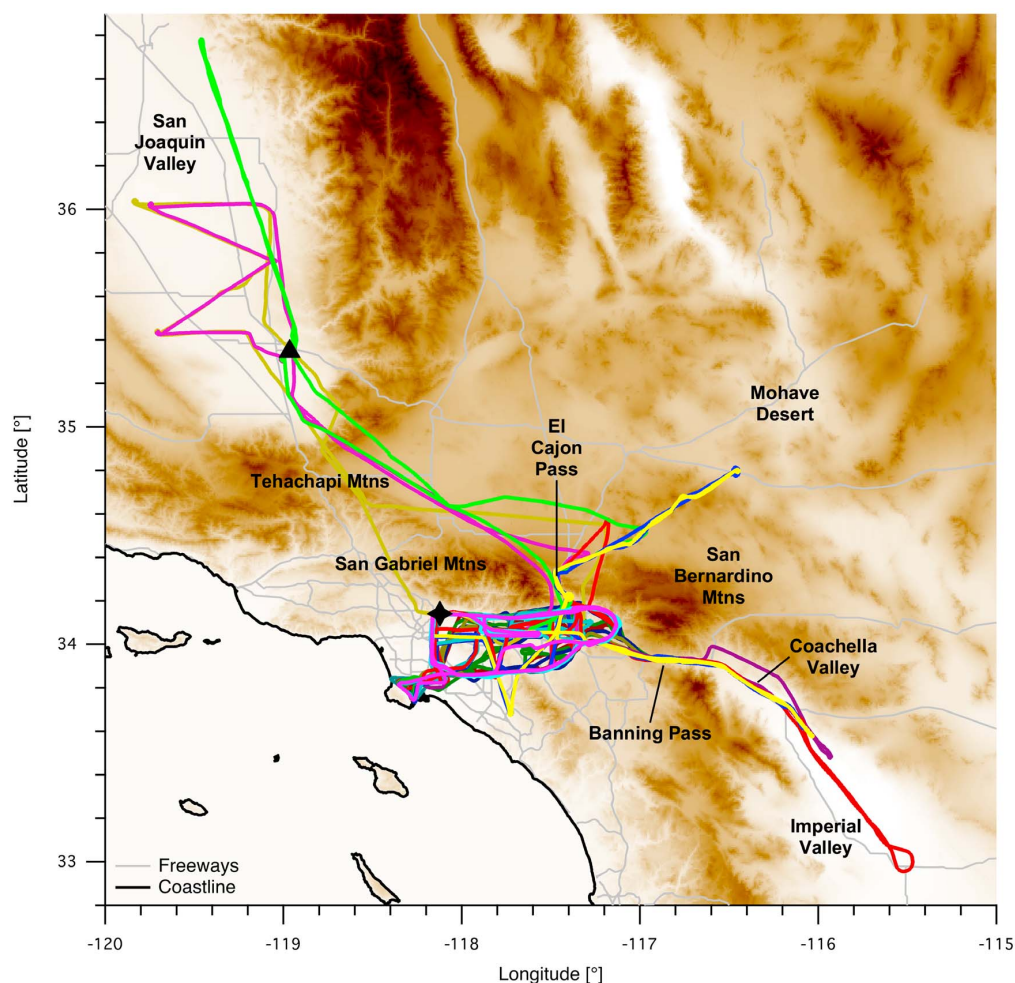 San
Joaquin
Valley
36
El
Cajon
Pass
Mohave
Desert
35
Tehachapi Mtns
San Gabriel Mtns
San
Bernardino
Mtns
34
Coachella
Valley
Banning Pass
Imperial
Valley
33
Freeways
Coastline
-120
-119
-118
-117
-116
-115
Latitude [°]
Longitude [°]